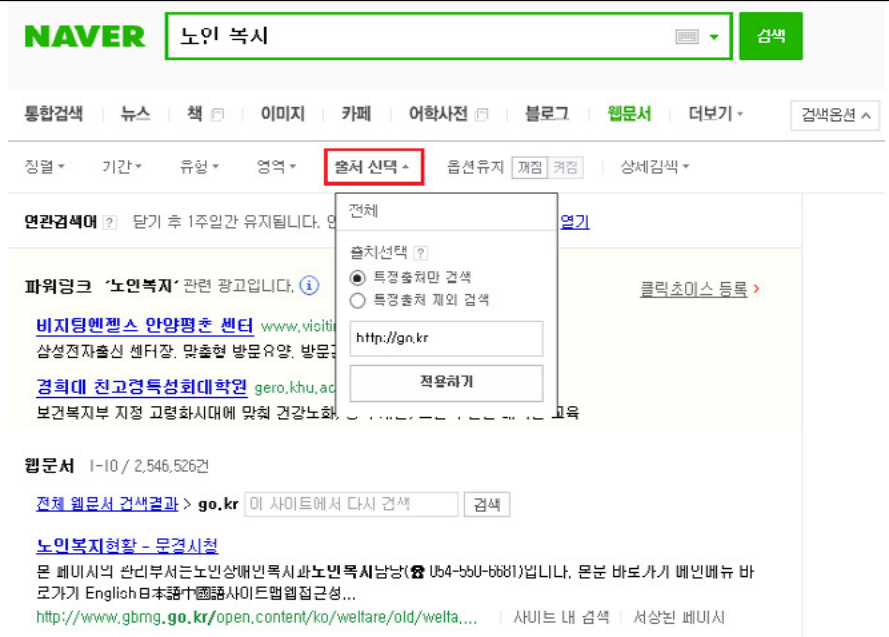 NAVER 노인 복지 검색
통합검색 뉴스 책 이미지 카페 어학사전 블로그 웹문서 더보기 검색옵션
정렬 기간 유형 영역 출처 선택 옵션유지 꺼짐 켜짐 상세검색
연관검색어 ? 닫기 후 1주일간 유지됩니다. 열기
전체
출처선택 ?
특정출처만 검색
특정출처 제외 검색
http://go.kr
적용하기
파워링크 '노인복지' 관련 광고입니다. 클릭초이스 등록
비지팅엔젤스 안양평촌 센터 www.visiti
삼성전자출신 센터장, 맞춤형 방문요양, 방문
경희대 친고령특성화대학원 gero.khu.ac
보건복지부 지정 고령화시대에 맞춰 건강노화, 교육
웹문서 1-10 / 2,546,526건
전체 웹문서 검색결과 > go.kr 이 사이트에서 다시 검색 검색
노인복지현황 - 문경시청
본 페이지의 관리부서는노인장애인복지과노인복지담당(☎ 054-550-6681)입니다. 본문 바로가기 메인메뉴 바
로가기 English日本語中國語사이트맵웹접근성...
http://www.gbmg.go.kr/open.content/ko/welfare/old/welfa.... 사이트 내 검색 저장된 페이지